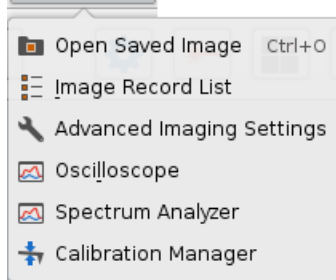 Open Saved Image Ctrl+O
Image Record List
Advanced Imaging Settings
Oscilloscope
Spectrum Analyzer
Calibration Manager